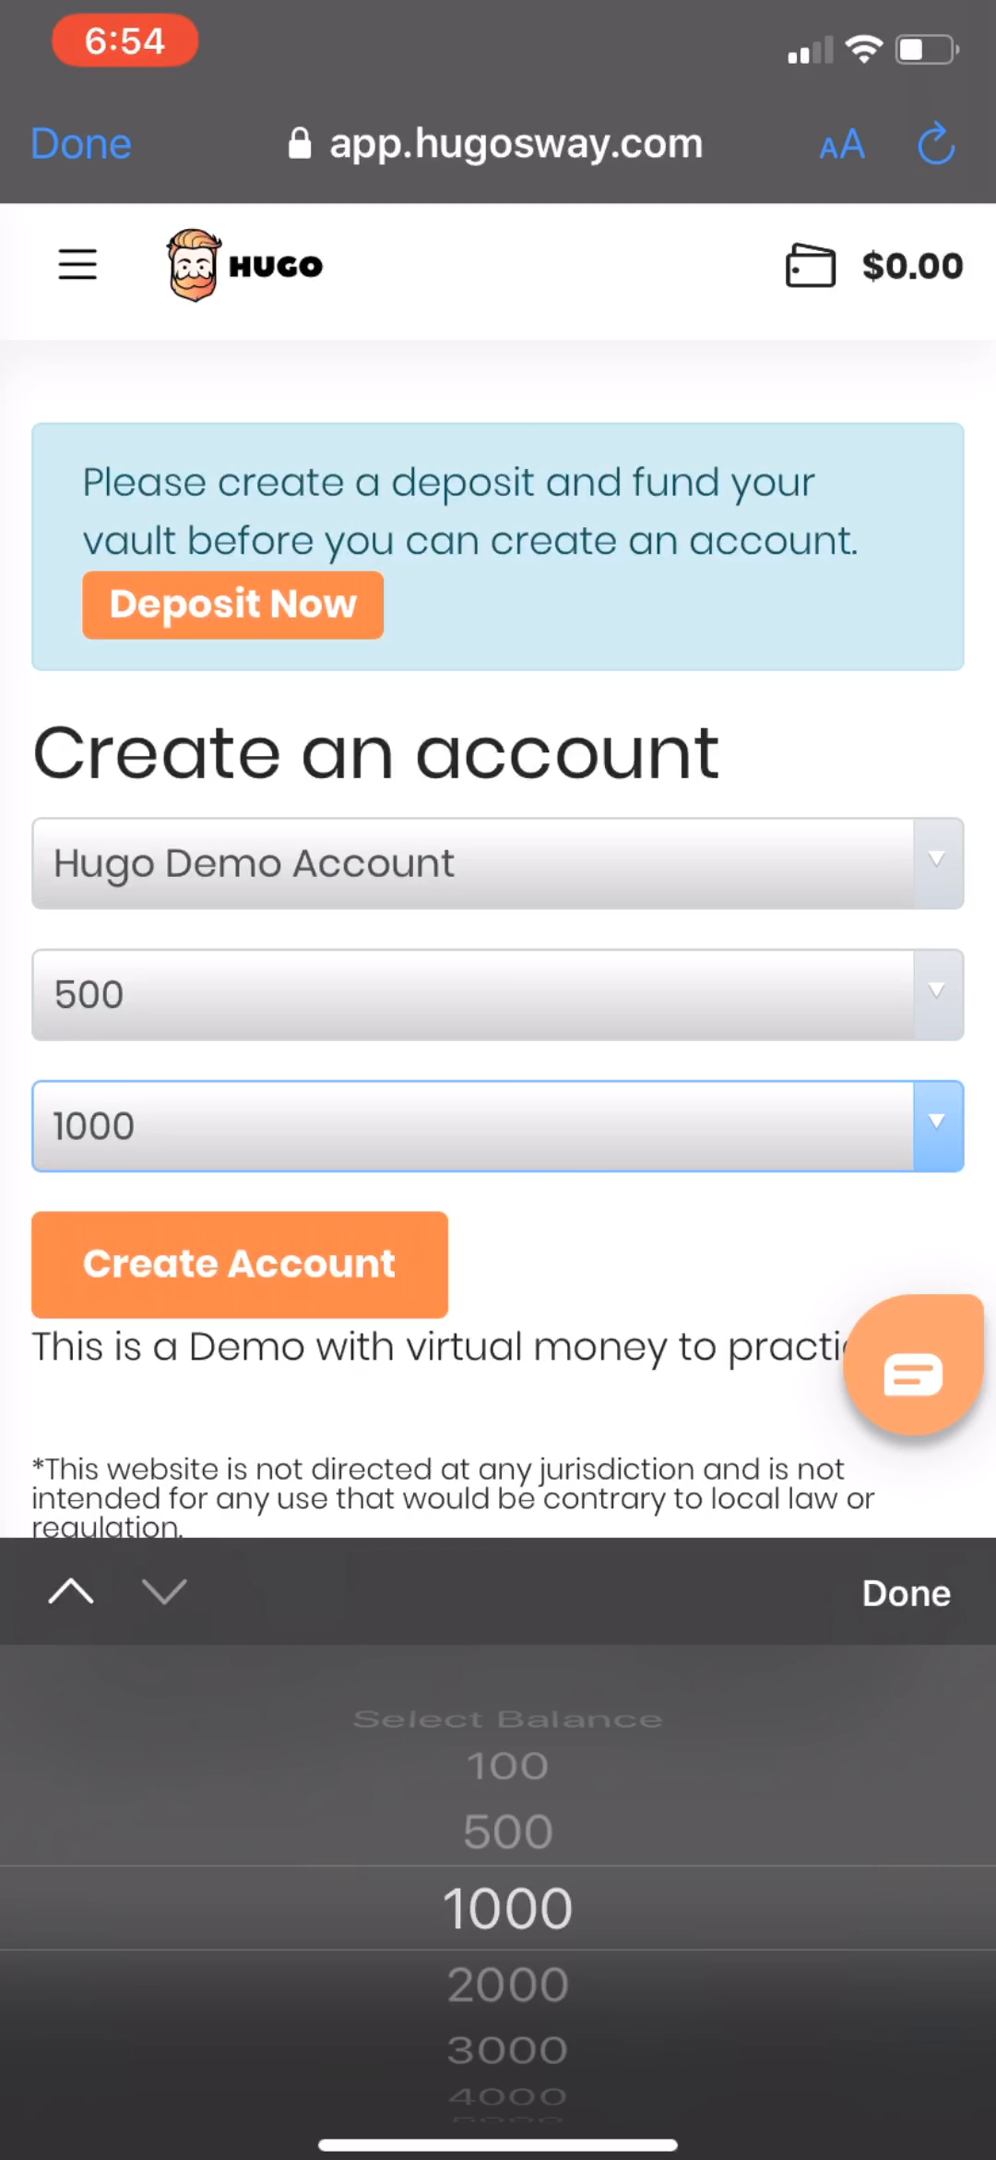 6:54
Done
app.hugosway.com
AA
HUGO
$0.00
Please create a deposit and fund your
vault before you can create an account.
Deposit Now
Create an account
Hugo Demo Account
500
1000
Create Account
This is a Demo with virtual money to
*This website is not directed at any jurisdiction and is not
intended for any use that would be contrary to local law or
regulation.
Done
Select Balance
100
500
1000
2000
3000
4000